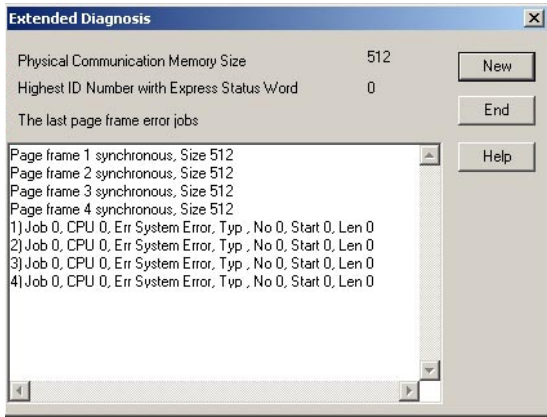 Extended Diagnosis
Physical Communication Memory Size 512
New
Highest ID Number wirth Express Status Word 0
End
The last page frame error jobs
Help
Page frame 1 synchronous, Size 512
Page frame 2 synchronous, Size 512
Page frame 3 synchronous, Size 512
Page frame 4 synchronous, Size 512
1) Job 0, CPU 0, Err System Error, Typ , No 0, Start 0, Len 0
2) Job 0, CPU 0, Err System Error, Typ , No 0, Start 0, Len 0
3) Job 0, CPU 0, Err System Error, Typ , No 0, Start 0, Len 0
4) Job 0, CPU 0, Err System Error, Typ , No 0, Start 0, Len 0